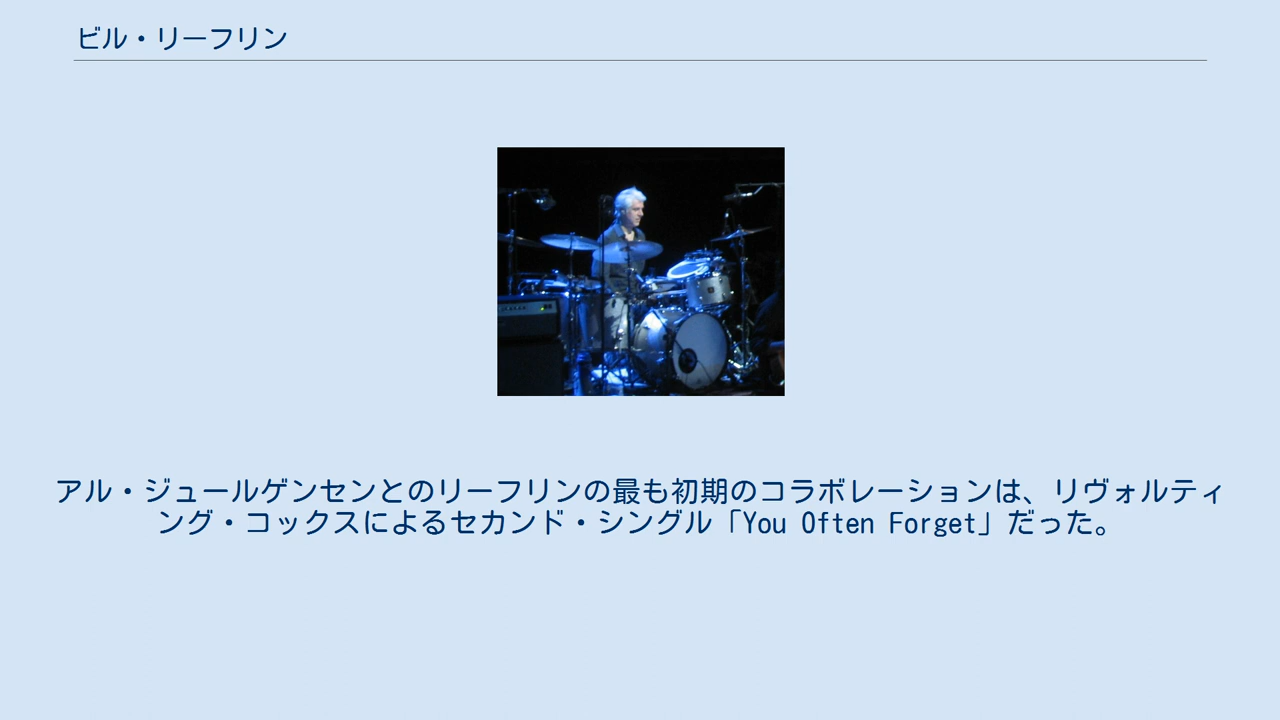 ビル・リーフリン
アル・ジュールゲンセンとのリーフリンの最も初期のコラボレーションは、リヴォルティ
ング・コックスによるセカンド・シングル「You Often Forget」だった。